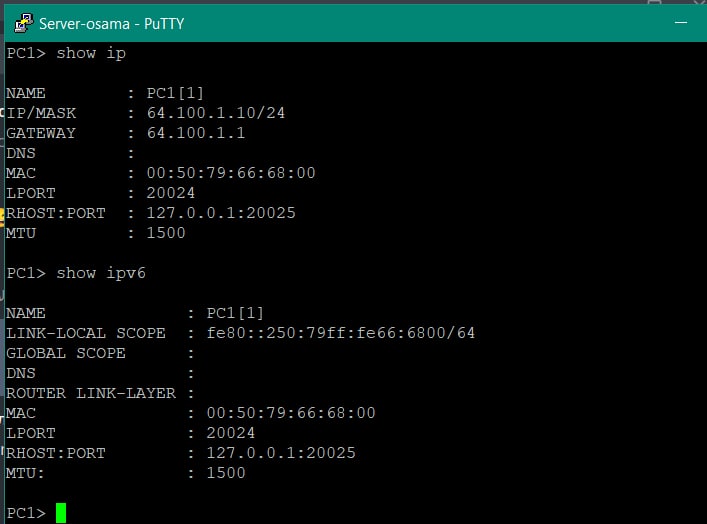 Server-osama - PuTTY
PC1> show ip
NAME : PC1[1]
IP/MASK : 64.100.1.10/24
GATEWAY : 64.100.1.1
DNS :
MAC : 00:50:79:66:68:00
LPORT : 20024
RHOST:PORT : 127.0.0.1:20025
MTU : 1500
PC1> show ipv6
NAME : PC1[1]
LINK-LOCAL SCOPE : fe80::250:79ff:fe66:6800/64
GLOBAL SCOPE :
DNS :
ROUTER LINK-LAYER :
MAC : 00:50:79:66:68:00
LPORT : 20024
RHOST:PORT : 127.0.0.1:20025
MTU: : 1500
PC1>